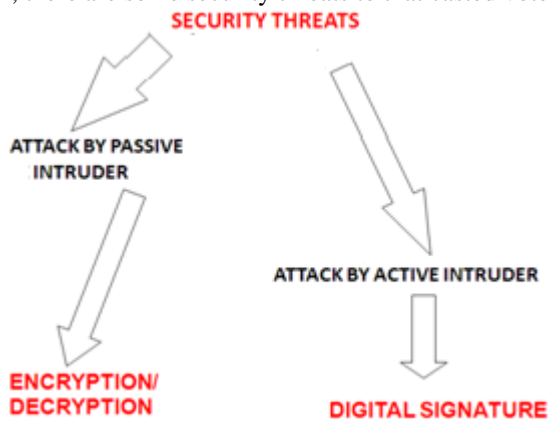 SECURITY THREATS
ATTACK BY PASSIVE
INTRUDER
ATTACK BY ACTIVE INTRUDER
ENCRYPTION/
DECRYPTION
DIGITAL SIGNATURE